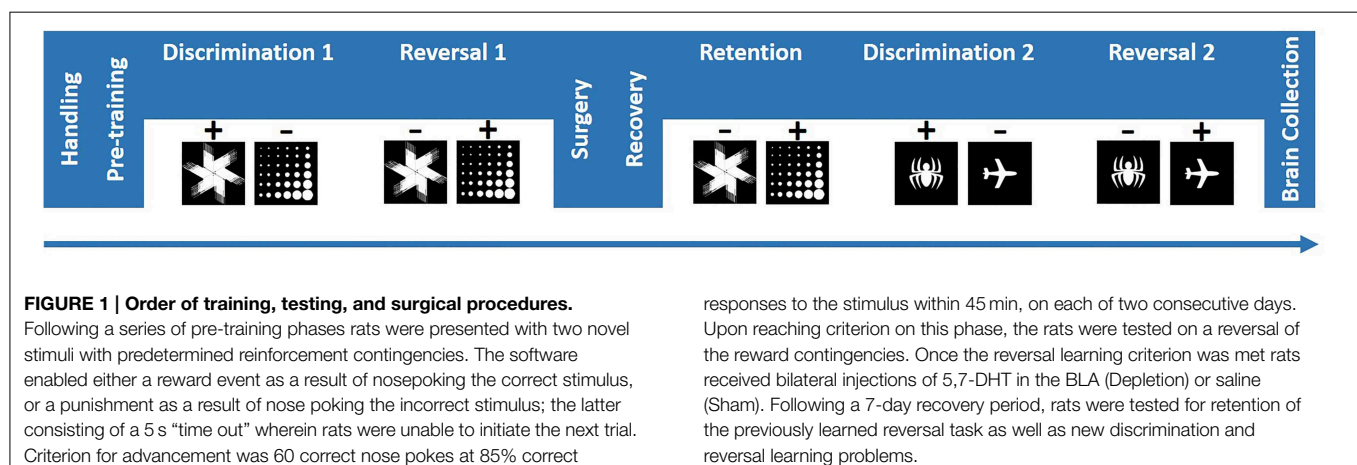 Handling
Pre-training
Discrimination 1
Reversal 1
Surgery
Recovery
Retention
Discrimination 2
Reversal 2
Brain Collection
+ −
− +
− +
+ −
− +
FIGURE 1 | Order of training, testing, and surgical procedures.
Following a series of pre-training phases rats were presented with two novel
stimuli with predetermined reinforcement contingencies. The software
enabled either a reward event as a result of nosepoking the correct stimulus,
or a punishment as a result of nose poking the incorrect stimulus; the latter
consisting of a 5 s “time out” wherein rats were unable to initiate the next trial.
Criterion for advancement was 60 correct nose pokes at 85% correct
responses to the stimulus within 45 min, on each of two consecutive days.
Upon reaching criterion on this phase, the rats were tested on a reversal of
the reward contingencies. Once the reversal learning criterion was met rats
received bilateral injections of 5,7-DHT in the BLA (Depletion) or saline
(Sham). Following a 7-day recovery period, rats were tested for retention of
the previously learned reversal task as well as new discrimination and
reversal learning problems.